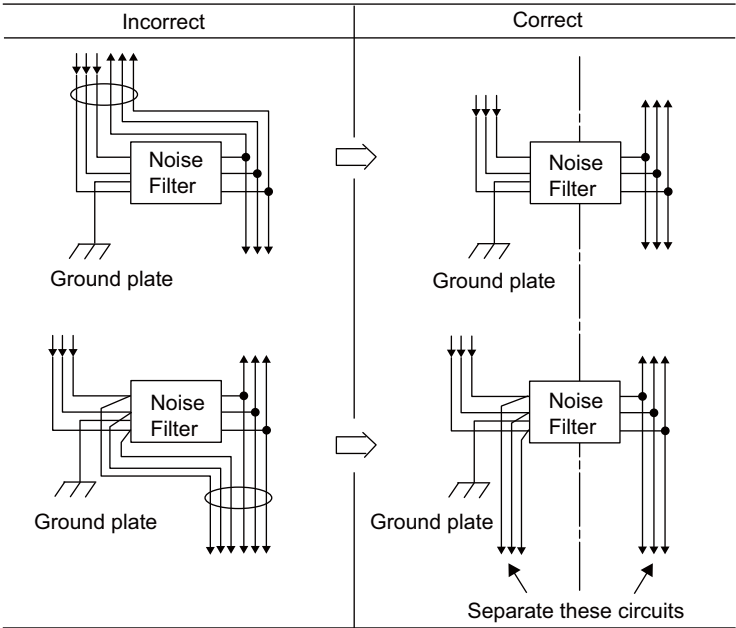 Incorrect
Correct
Noise
Filter
Ground plate
Noise
Filter
Ground plate
Noise
Filter
Ground plate
Noise
Filter
Ground plate
Separate these circuits